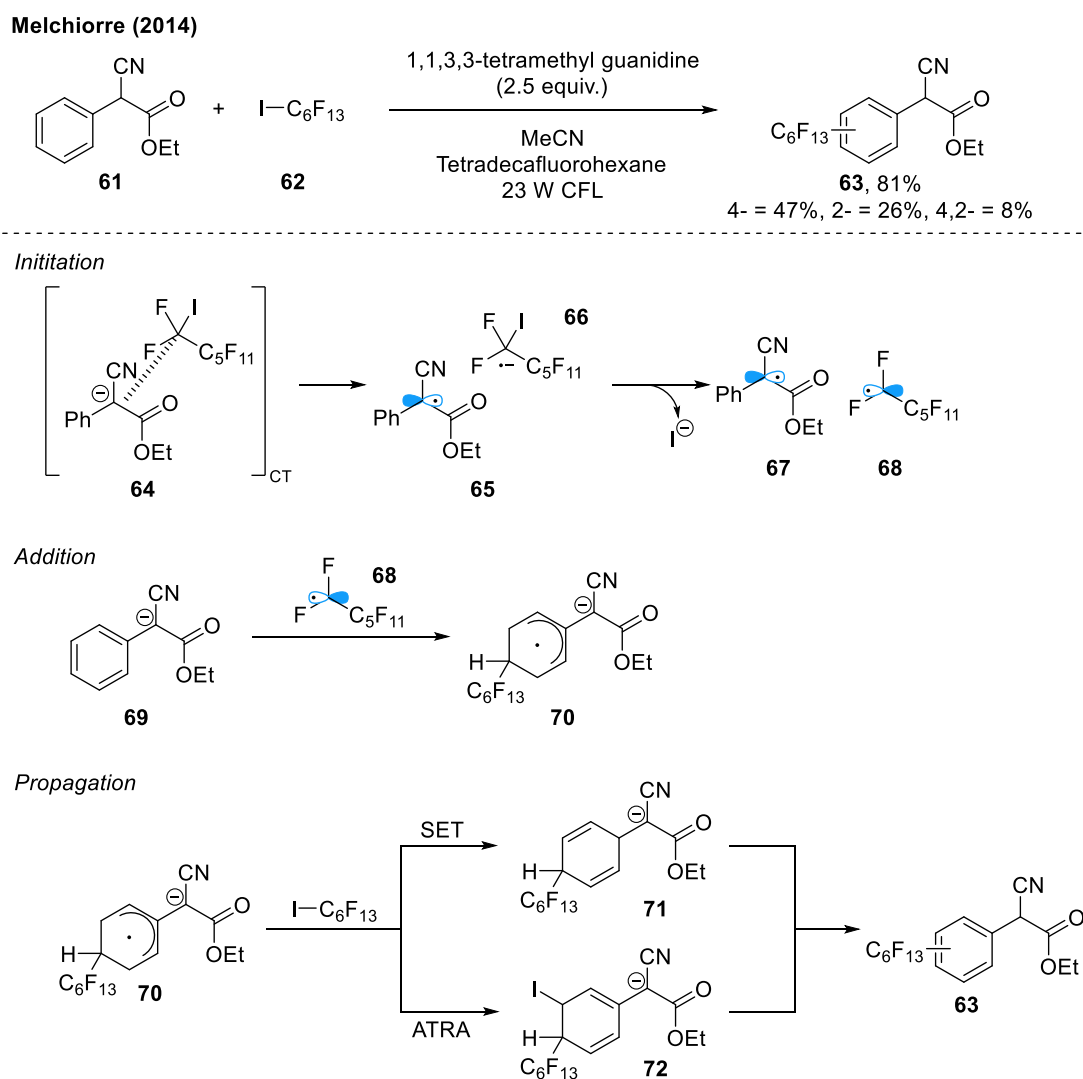 Melchiorre (2014)
CN
O
OEt
61
+
I—C6F13
62
1,1,3,3-tetramethyl guanidine
(2.5 equiv.)
MeCN
Tetradecafluorohexane
23 W CFL
CN
O
OEt
C6F13
63, 81%
4- = 47%, 2- = 26%, 4,2- = 8%
Inititation
F I
F C5F11
CN
⊖
Ph O
OEt
64
CT
F I 66
F C5F11
•−
CN
Ph O
OEt
65
I⊖
CN
Ph O
OEt
67
F
F C5F11
68
Addition
CN
⊖
O
OEt
69
F 68
F C5F11
CN
⊖
O
OEt
H
C6F13
70
Propagation
CN
⊖
O
OEt
H
C6F13
70
I—C6F13
SET
ATRA
CN
⊖
O
OEt
H
C6F13
71
I
CN
⊖
O
OEt
H
C6F13
72
CN
O
OEt
C6F13
63